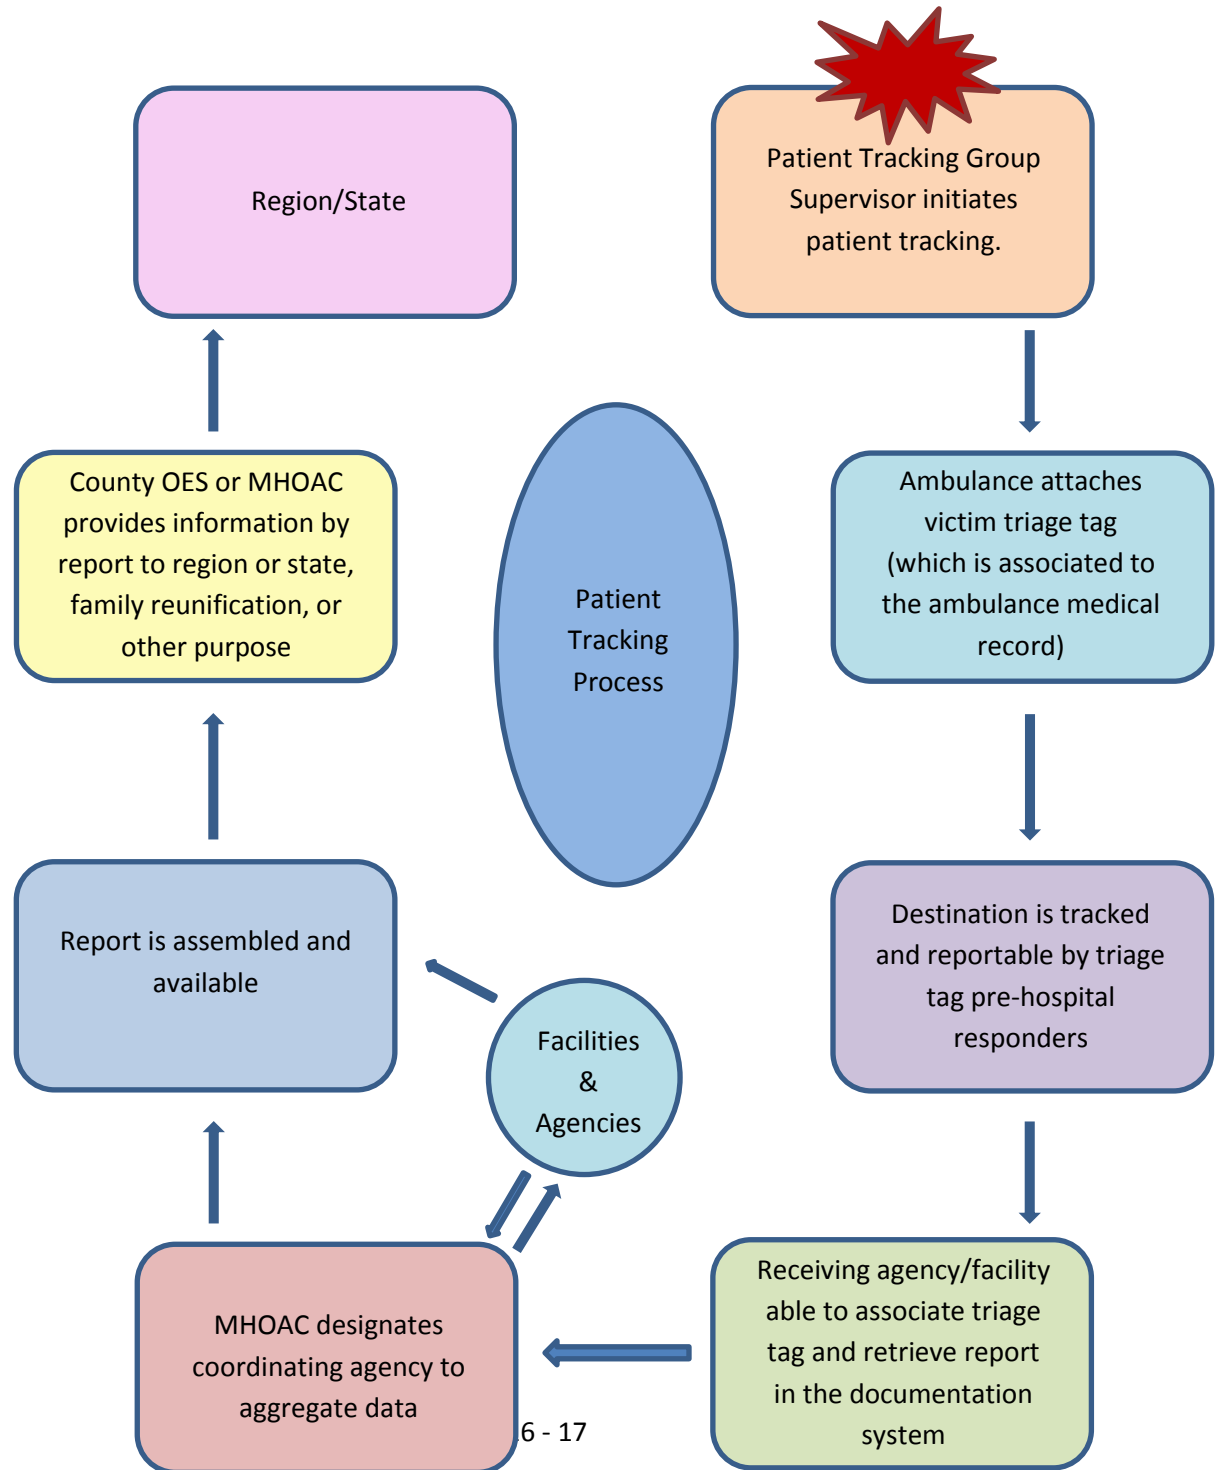 Region/State
Patient Tracking Group
Supervisor initiates
patient tracking.
County OES or MHOAC
provides information by
report to region or state,
family reunification, or
other purpose
Patient
Tracking
Process
Ambulance attaches
victim triage tag
(which is associated to
the ambulance medical
record)
Report is assembled and
available
Facilities
&
Agencies
Destination is tracked
and reportable by triage
tag pre-hospital
responders
MHOAC designates
coordinating agency to
aggregate data
Receiving agency/facility
able to associate triage
tag and retrieve report
in the documentation
system
6 - 17